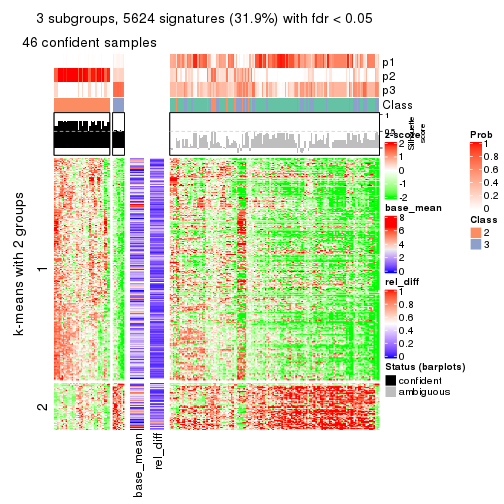 3 subgroups, 5624 signatures (31.9%) with fdr < 0.05
46 confident samples
p1
p2
p3
Class
1
0.5
0
Silhouette
score
k-means with 2 groups
1
2
base_mean
rel_diff
z-score
2
1
0
-1
-2
base_mean
8
6
4
2
0
rel_diff
1
0.8
0.6
0.4
0.2
0
Status (barplots)
confident
ambiguous
Prob
1
0.8
0.6
0.4
0.2
0
Class
2
3